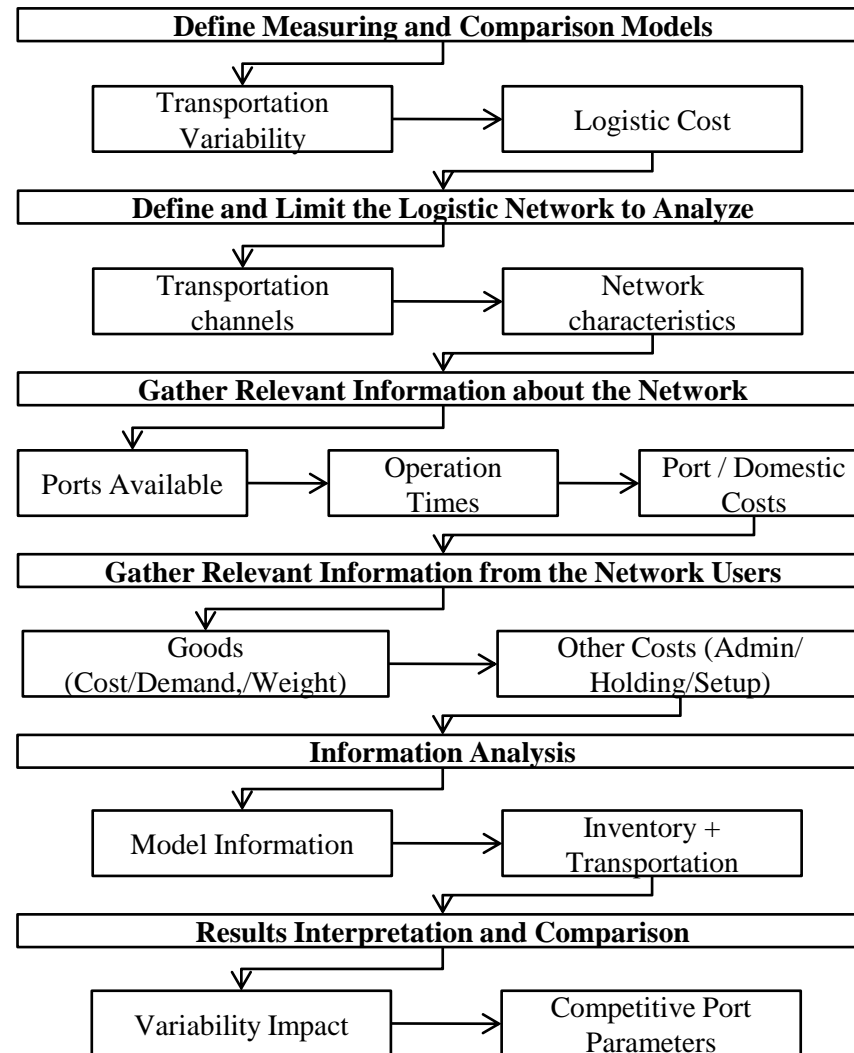 Define Measuring and Comparison Models
Transportation
Variability
Logistic Cost
Define and Limit the Logistic Network to Analyze
Transportation
channels
Network
characteristics
Gather Relevant Information about the Network
Ports Available
Operation
Times
Port / Domestic
Costs
Gather Relevant Information from the Network Users
Goods
(Cost/Demand,/Weight)
Other Costs (Admin/
Holding/Setup)
Information Analysis
Model Information
Inventory +
Transportation
Results Interpretation and Comparison
Variability Impact
Competitive Port
Parameters